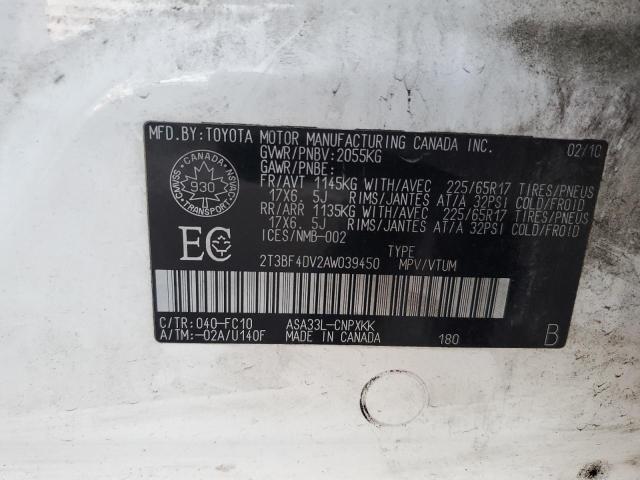 MFD.BY: TOYOTA MOTOR MANUFACTURING CANADA INC. 02/10
GVWR/PNBV: 2055KG
GAWR/PNBE:
FR/AVT 1145KG WITH/AVEC 225/65R17 TIRES/PNEUS
17X6.5J RIMS/JANTES AT/A 32PSI COLD/FROID
RR/ARR 1135KG WITH/AVEC 225/65R17 TIRES/PNEUS
17X6.5J RIMS/JANTES AT/A 32PSI COLD/FROID
ICES/NMB-002
CANADA
930
TRANSPORT
CMVSS
NSVAC
EC
TYPE
2T3BF4DV2AW039450 MPV/VTUM
C/TR: 040-FC10 ASA33L-CNPXKK
A/TM: -02A/U140F MADE IN CANADA 180 B